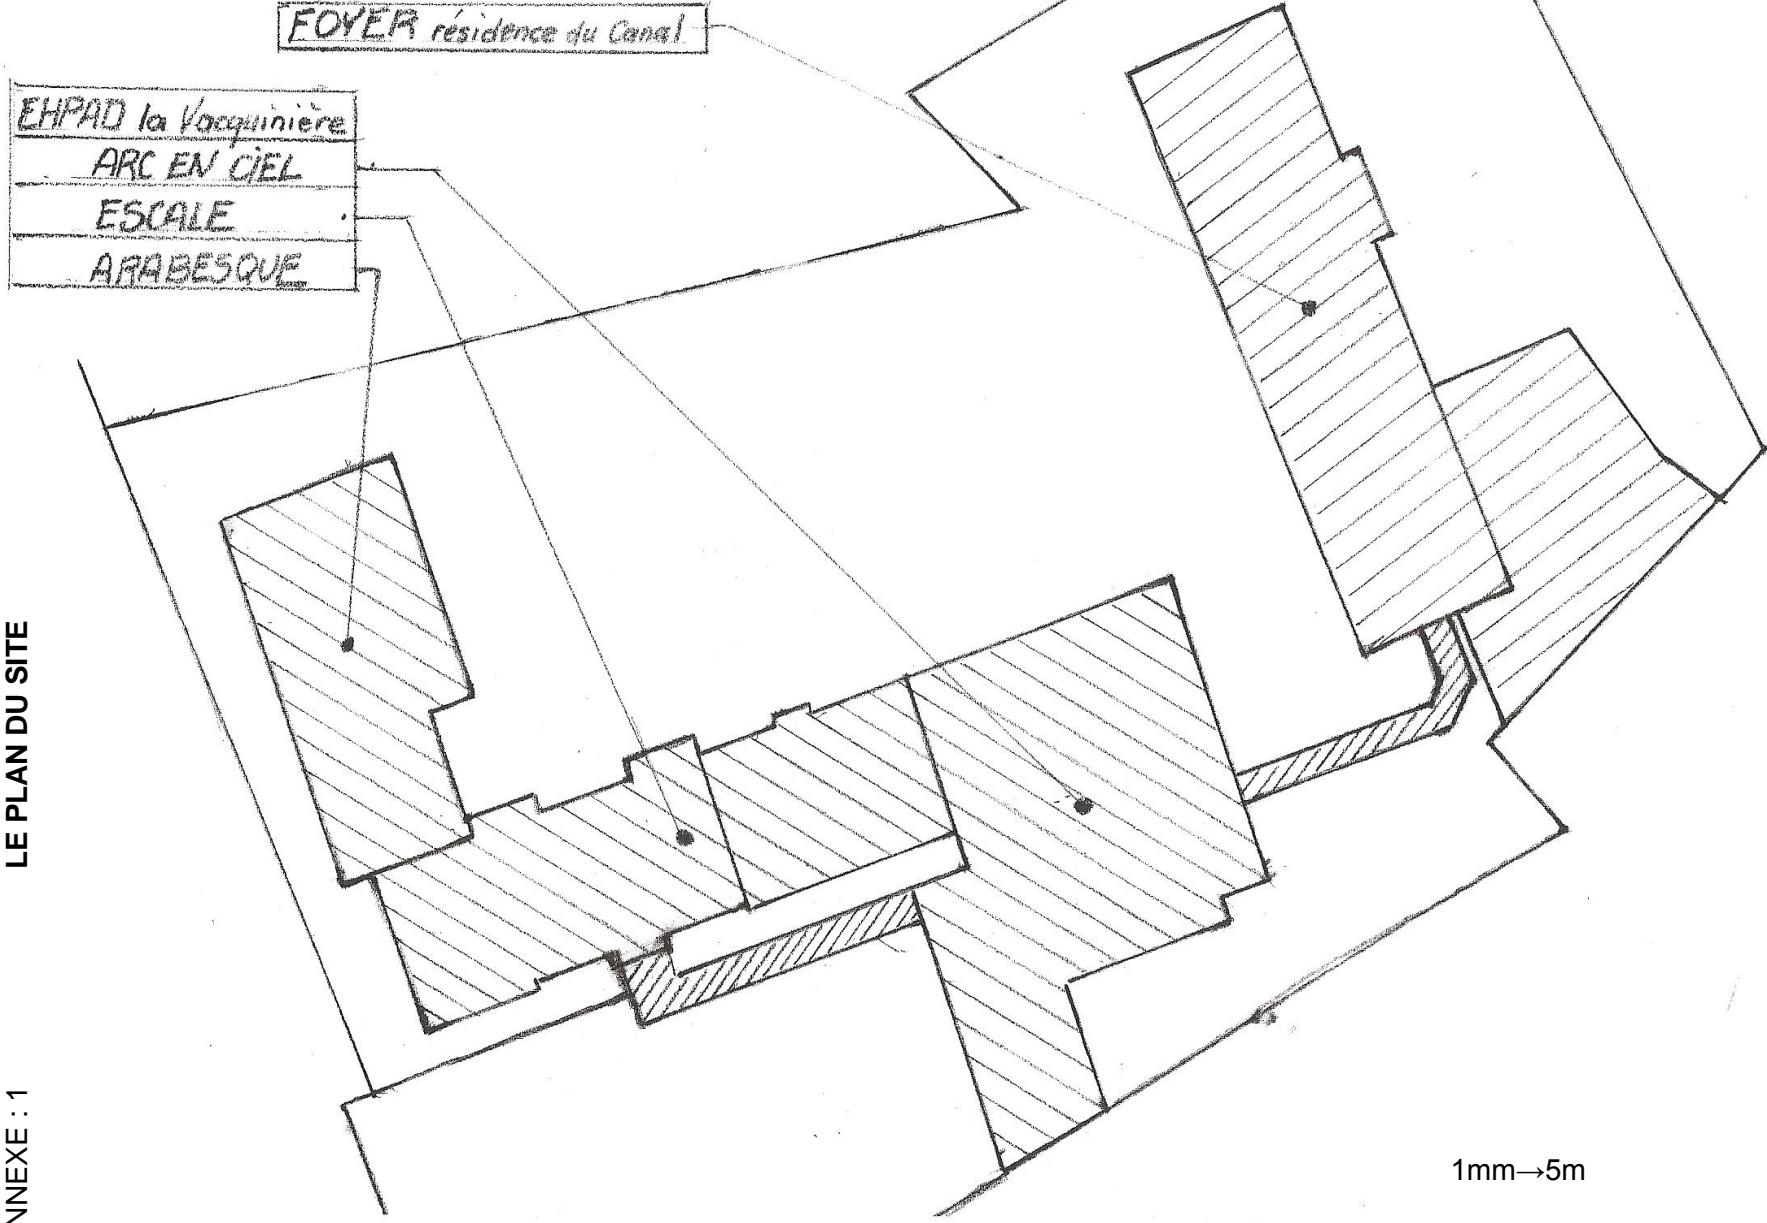 FOYER résidence du Canal
EHPAD la Vacquinière
ARC EN CIEL
ESCALE
ARABESQUE
LE PLAN DU SITE
NNEXE : 1
1mm→5m